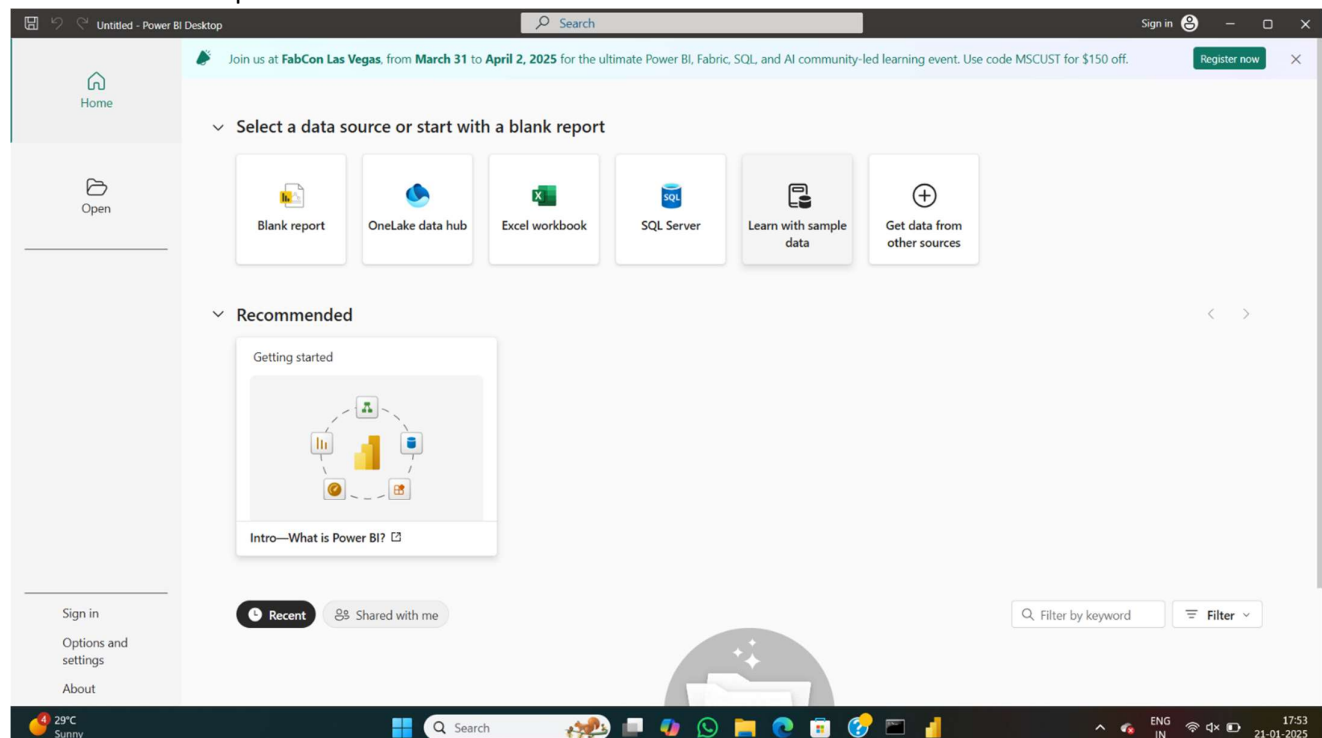 Untitled - Power BI Desktop
Search
Sign in
Join us at FabCon Las Vegas, from March 31 to April 2, 2025 for the ultimate Power BI, Fabric, SQL, and AI community-led learning event. Use code MSCUST for $150 off.
Register now
Home
Open
Select a data source or start with a blank report
Blank report
OneLake data hub
Excel workbook
SQL
SQL Server
Learn with sample
data
Get data from
other sources
Recommended
Getting started
Intro—What is Power BI?
Recent
Shared with me
Filter by keyword
Filter
Sign in
Options and
settings
About
4
29°C
Sunny
Search
ENG
IN
17:53
21-01-2025